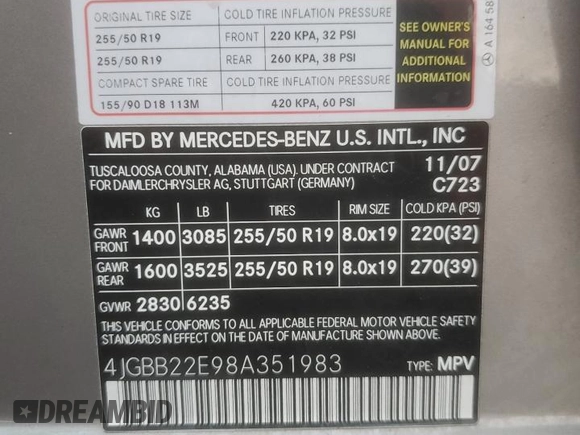 ORIGINAL TIRE SIZE COLD TIRE INFLATION PRESSURE
255/50 R19 FRONT 220 KPA, 32 PSI
255/50 R19 REAR 260 KPA, 38 PSI
COMPACT SPARE TIRE COLD TIRE INFLATION PRESSURE
155/90 D18 113M 420 KPA, 60 PSI
SEE OWNER'S
MANUAL FOR
ADDITIONAL
INFORMATION
A 164 58
MFD BY MERCEDES-BENZ U.S. INTL., INC
TUSCALOOSA COUNTY, ALABAMA (USA). UNDER CONTRACT 11/07
FOR DAIMLERCHRYSLER AG, STUTTGART (GERMANY) C723
KG LB TIRES RIM SIZE COLD KPA (PSI)
GAWR FRONT 1400 3085 255/50 R19 8.0x19 220(32)
GAWR REAR 1600 3525 255/50 R19 8.0x19 270(39)
GVWR 2830 6235
THIS VEHICLE CONFORMS TO ALL APPLICABLE FEDERAL MOTOR VEHICLE SAFETY
STANDARDS IN EFFECT ON THE DATE OF MANUFACTURE SHOWN ABOVE.
4JGBB22E98A351983 TYPE: MPV
DREAMBID